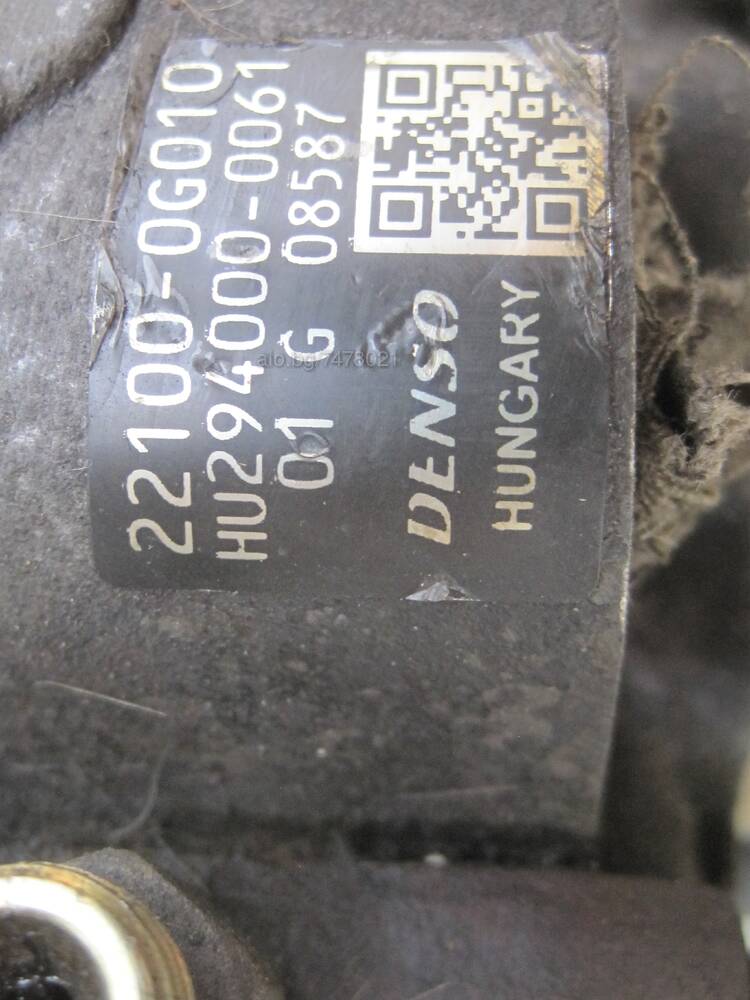 22100-0G010
HU294000-0061
01 G 08587
DENSO
HUNGARY
alo.bg/7478021